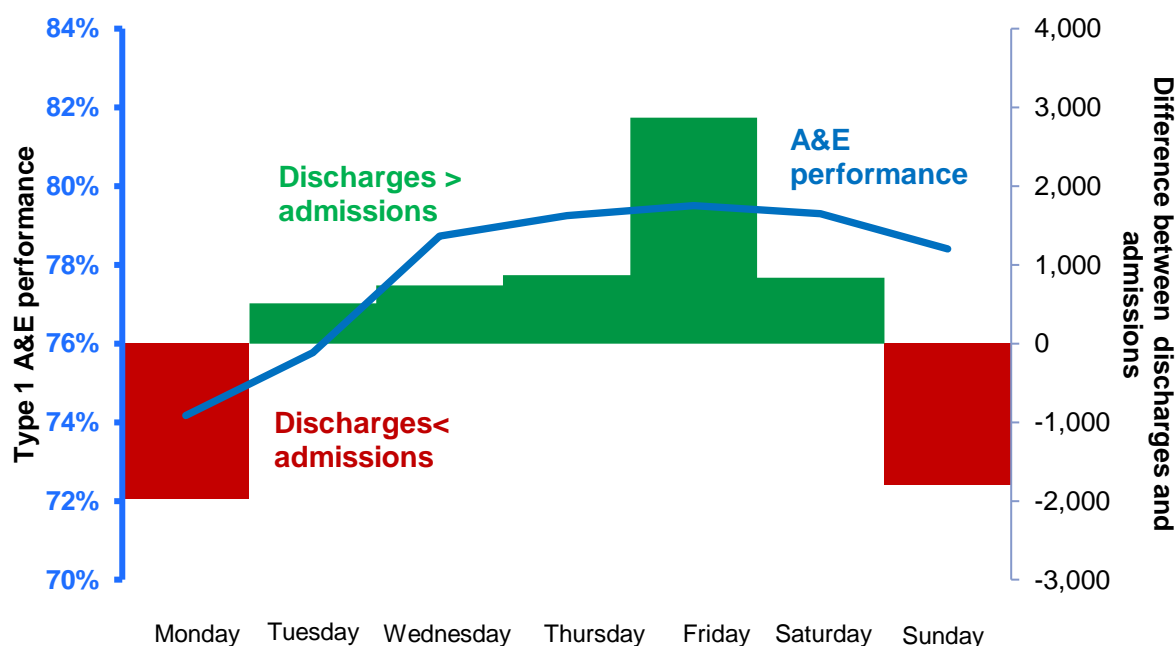 Type 1 A&E performance
84%
82%
80%
78%
76%
74%
72%
70%
Discharges >
admissions
A&E
performance
Discharges<
admissions
4,000
3,000
2,000
1,000
0
-1,000
-2,000
-3,000
Difference between discharges and
admissions
Monday
Tuesday
Wednesday
Thursday
Friday
Saturday
Sunday